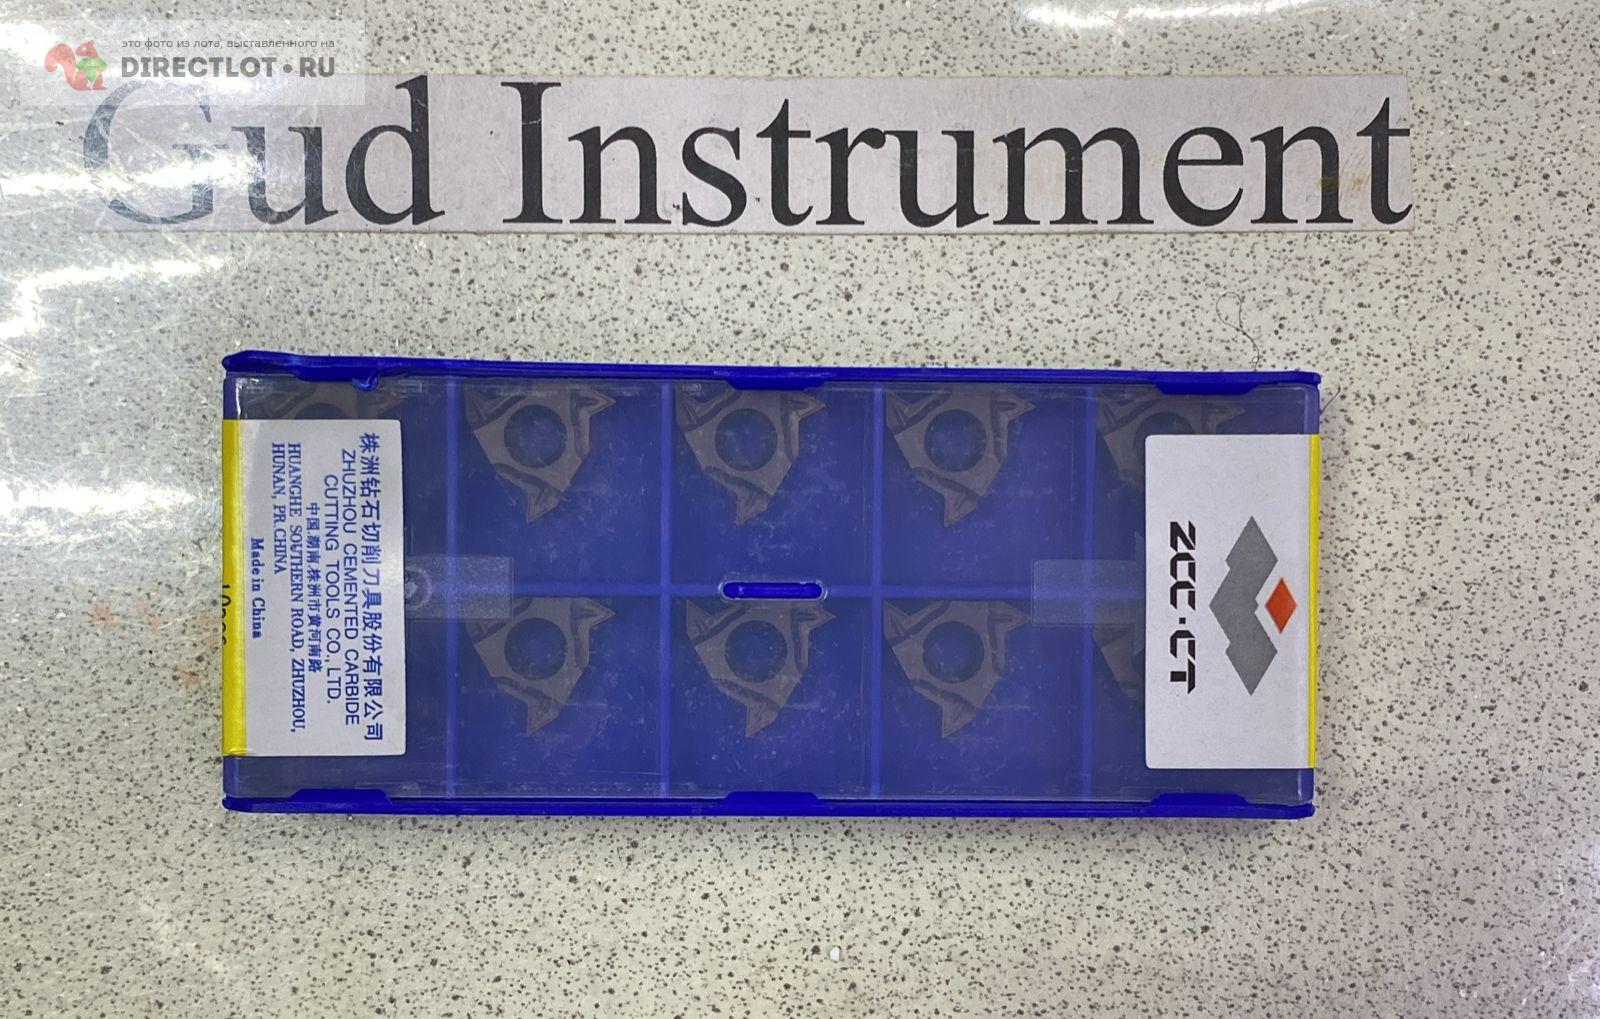 это фото из лота, выставленного на
DIRECTLOT.RU
Gud Instrument
株洲钻石切削刀具股份有限公司
ZHUZHOU CEMENTED CARBIDE
CUTTING TOOLS CO., LTD.
中国.湖南.株洲市黄河南路
HUANGHE SOUTHERN ROAD, ZHUZHOU,
HUNAN, PR.CHINA
Made in China
ZCC·CT